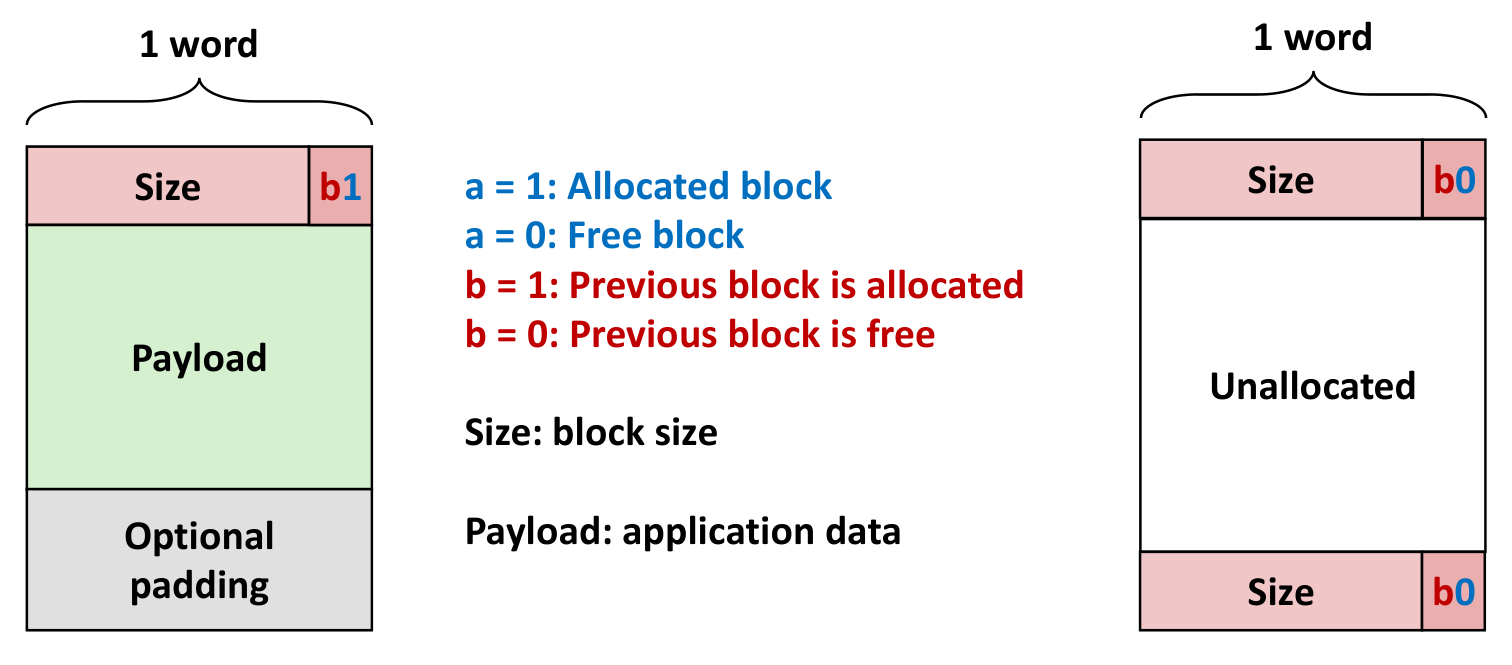 1 word
Size
b1
Payload
Optional
padding
a = 1: Allocated block
a = 0: Free block
b = 1: Previous block is allocated
b = 0: Previous block is free
Size: block size
Payload: application data
1 word
Size
b0
Unallocated
Size
b0